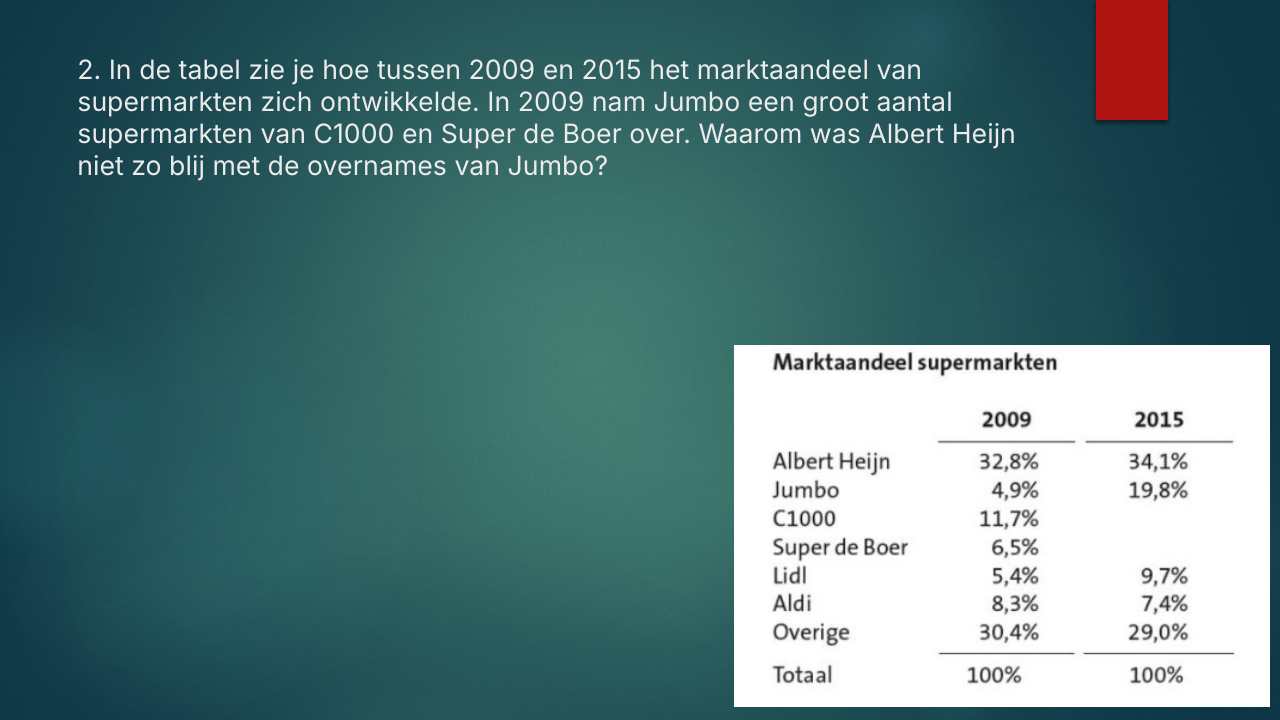 2. In de tabel zie je hoe tussen 2009 en 2015 het marktaandeel van
supermarkten zich ontwikkelde. In 2009 nam Jumbo een groot aantal
supermarkten van C1000 en Super de Boer over. Waarom was Albert Heijn
niet zo blij met de overnames van Jumbo?
Marktaandeel supermarkten
2009 2015
Albert Heijn 32,8% 34,1%
Jumbo 4,9% 19,8%
C1000 11,7%
Super de Boer 6,5%
Lidl 5,4% 9,7%
Aldi 8,3% 7,4%
Overige 30,4% 29,0%
Totaal 100% 100%